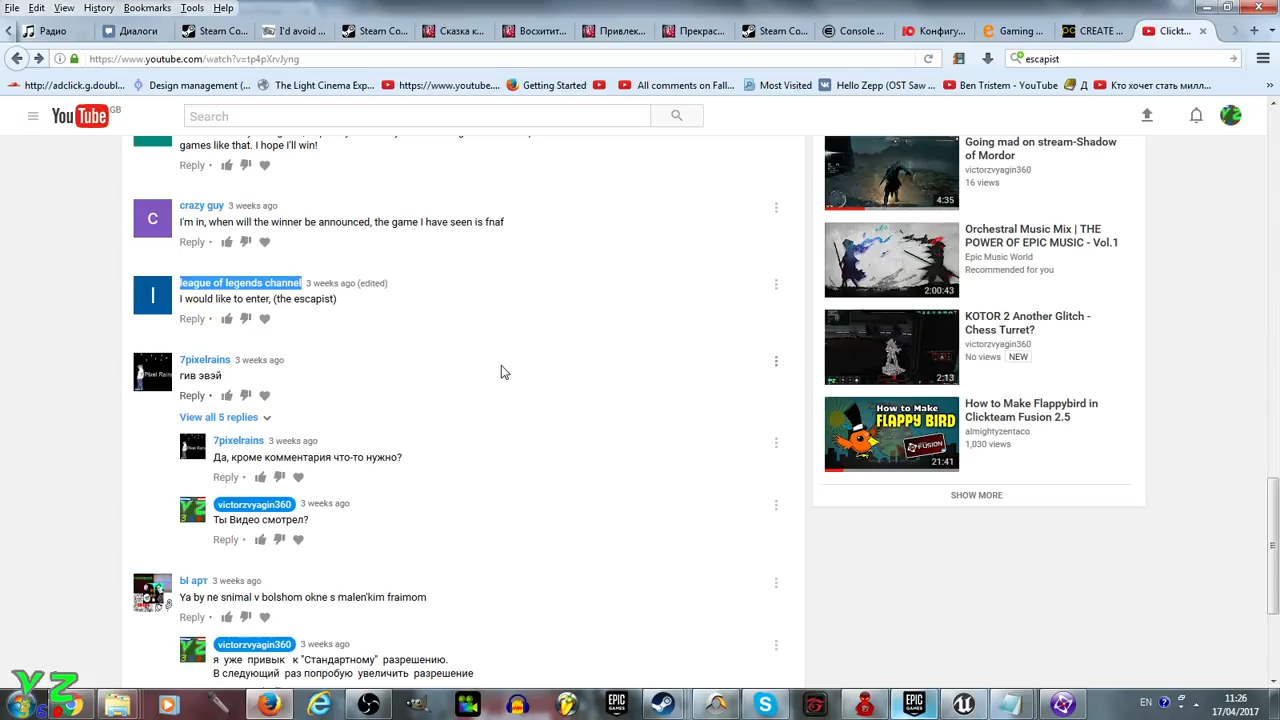 File Edit View History Bookmarks Tools Help
Радио
Диалоги
Steam Co...
I'd avoid ...
Steam Co...
Сказка к...
Восхитит...
Привлек...
Прекрас...
Steam Co...
Console ...
Конфигу...
Gaming ...
CREATE ...
Clickt...
https://www.youtube.com/watch?v=tp4pXrvJyng
escapist
http://adclick.g.doubl...
Design management (...
The Light Cinema Exp...
https://www.youtube....
Getting Started
All comments on Fall...
Most Visited
Hello Zepp (OST Saw ...
Ben Tristem - YouTube
Д
Кто хочет стать милл...
YouTube GB
Search
games like that. I hope I'll win!
Reply •
C
crazy guy 3 weeks ago
I'm in, when will the winner be announced, the game I have seen is fnaf
Reply •
l
league of legends channel 3 weeks ago (edited)
I would like to enter, (the escapist)
Reply •
7pixelrains 3 weeks ago
гив эвэй
Reply •
View all 5 replies
7pixelrains 3 weeks ago
Да, кроме комментария что-то нужно?
Reply •
victorzvyagin360 3 weeks ago
Ты Видео смотрел?
Reply •
Ы арт 3 weeks ago
Ya by ne snimal v bolshom okne s malen'kim fraimom
Reply •
victorzvyagin360 3 weeks ago
я уже привык к "Стандартному" разрешению.
В следующий раз попробую увеличить разрешение
Going mad on stream-Shadow
of Mordor
victorzvyagin360
16 views
4:35
Orchestral Music Mix | THE
POWER OF EPIC MUSIC - Vol.1
Epic Music World
Recommended for you
2:00:43
KOTOR 2 Another Glitch -
Chess Turret?
victorzvyagin360
No views NEW
2:13
How to Make
FLAPPY BIRD
FUSION
21:41
How to Make Flappybird in
Clickteam Fusion 2.5
almightyzentaco
1,030 views
SHOW MORE
YZ
EPIC GAMES
EPIC GAMES
EN
11:26
17/04/2017